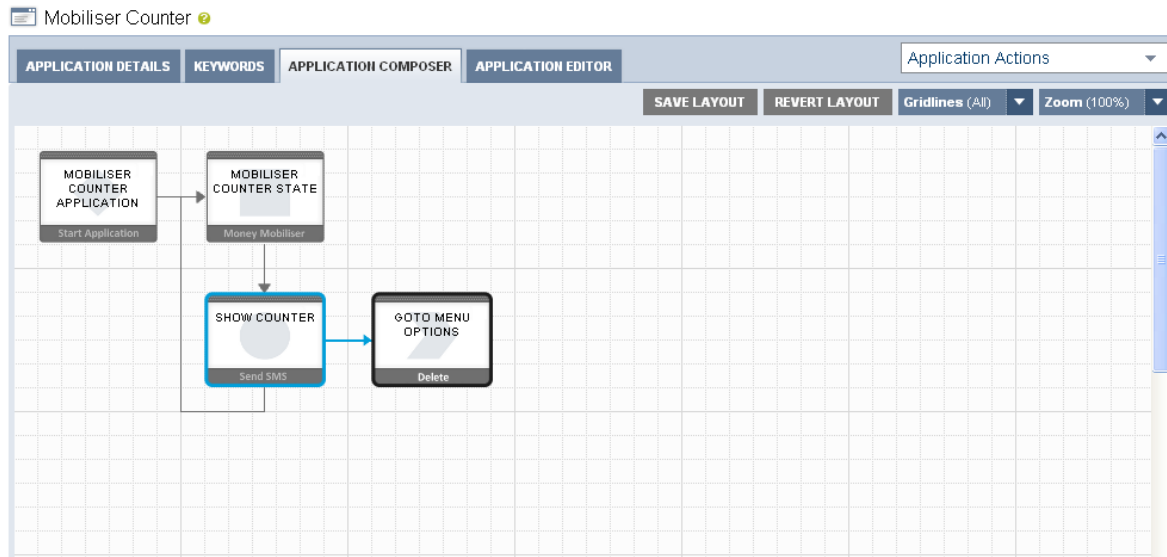 Mobiliser Counter
APPLICATION DETAILS
KEYWORDS
APPLICATION COMPOSER
APPLICATION EDITOR
Application Actions
SAVE LAYOUT
REVERT LAYOUT
Gridlines (All)
Zoom (100%)
MOBILISER
COUNTER
APPLICATION
Start Application
MOBILISER
COUNTER STATE
Money Mobiliser
SHOW COUNTER
Send SMS
GOTO MENU
OPTIONS
Delete